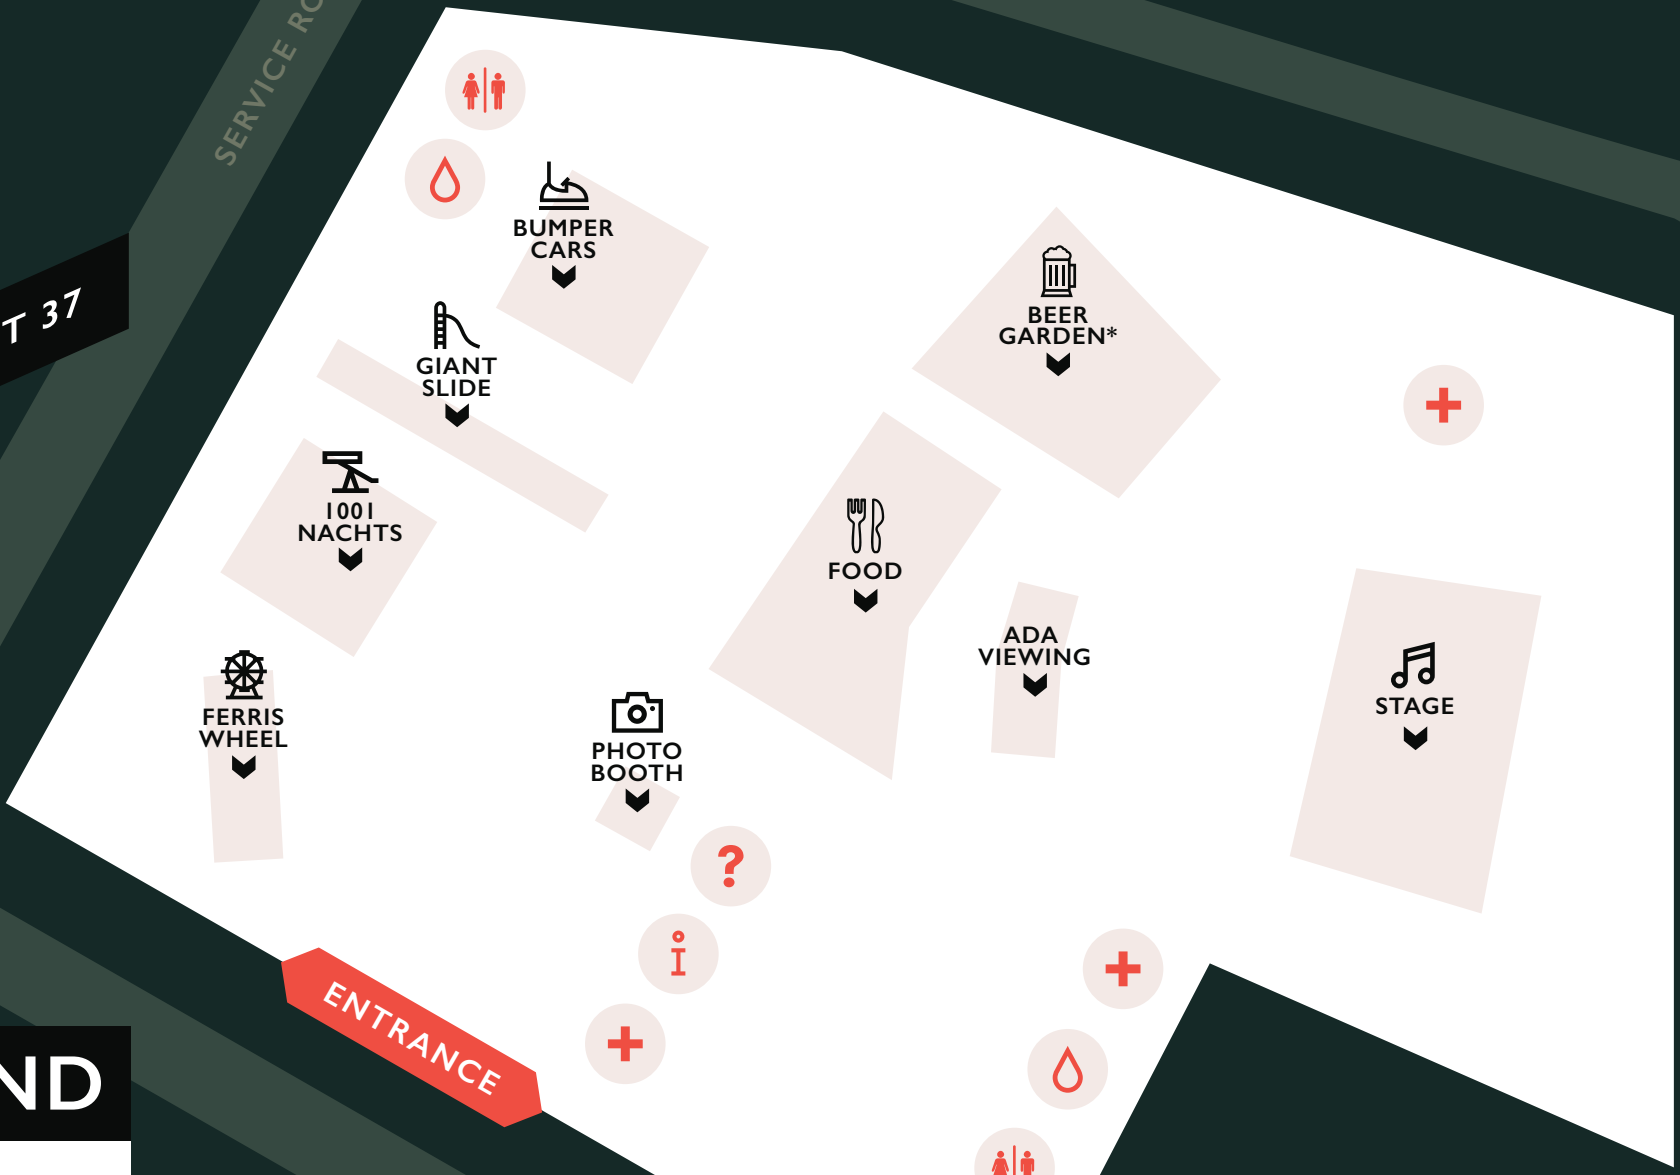 SERVICE
T 37
BUMPER
CARS
GIANT
SLIDE
1001
NACHTS
BEER
GARDEN*
FOOD
ADA
VIEWING
STAGE
FERRIS
WHEEL
PHOTO
BOOTH
?
i
ENTRANCE
ND